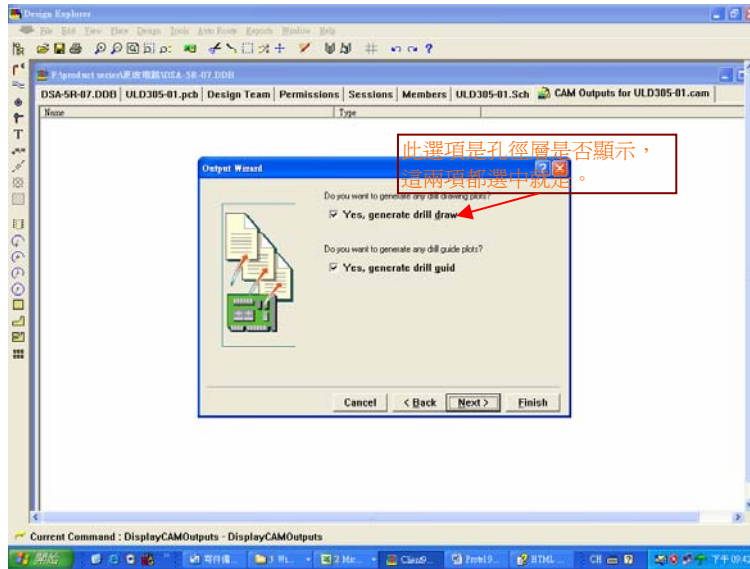 Design Explorer
File Edit View Place Design Tools Auto Route Reports Window Help
DSA-5R-07.DDB ULD305-01.pcb Design Team Permissions Sessions Members ULD305-01.Sch CAM Outputs for ULD305-01.cam
Name Type
此選項是孔徑層是否顯示，
這兩項都選中就是。
Output Wizard
Do you want to generate any drill drawing plots?
Yes, generate drill draw
Do you want to generate any drill guide plots?
Yes, generate drill guid
Cancel < Back Next > Finish
Current Command : DisplayCAMOutputs - DisplayCAMOutputs
開始 HTML CH 下午 09:42